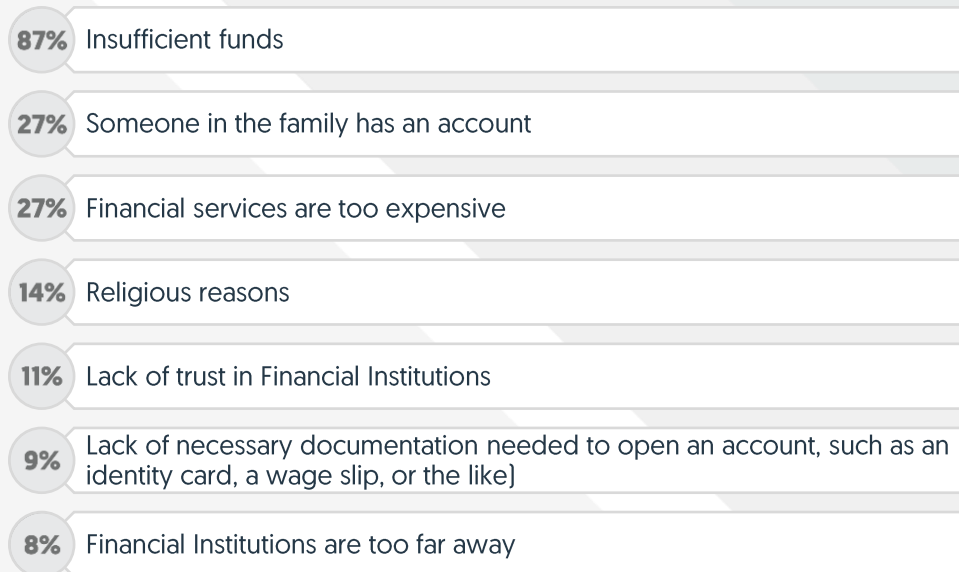 87% Insufficient funds
27% Someone in the family has an account
27% Financial services are too expensive
14% Religious reasons
11% Lack of trust in Financial Institutions
9% Lack of necessary documentation needed to open an account, such as an
identity card, a wage slip, or the like)
8% Financial Institutions are too far away